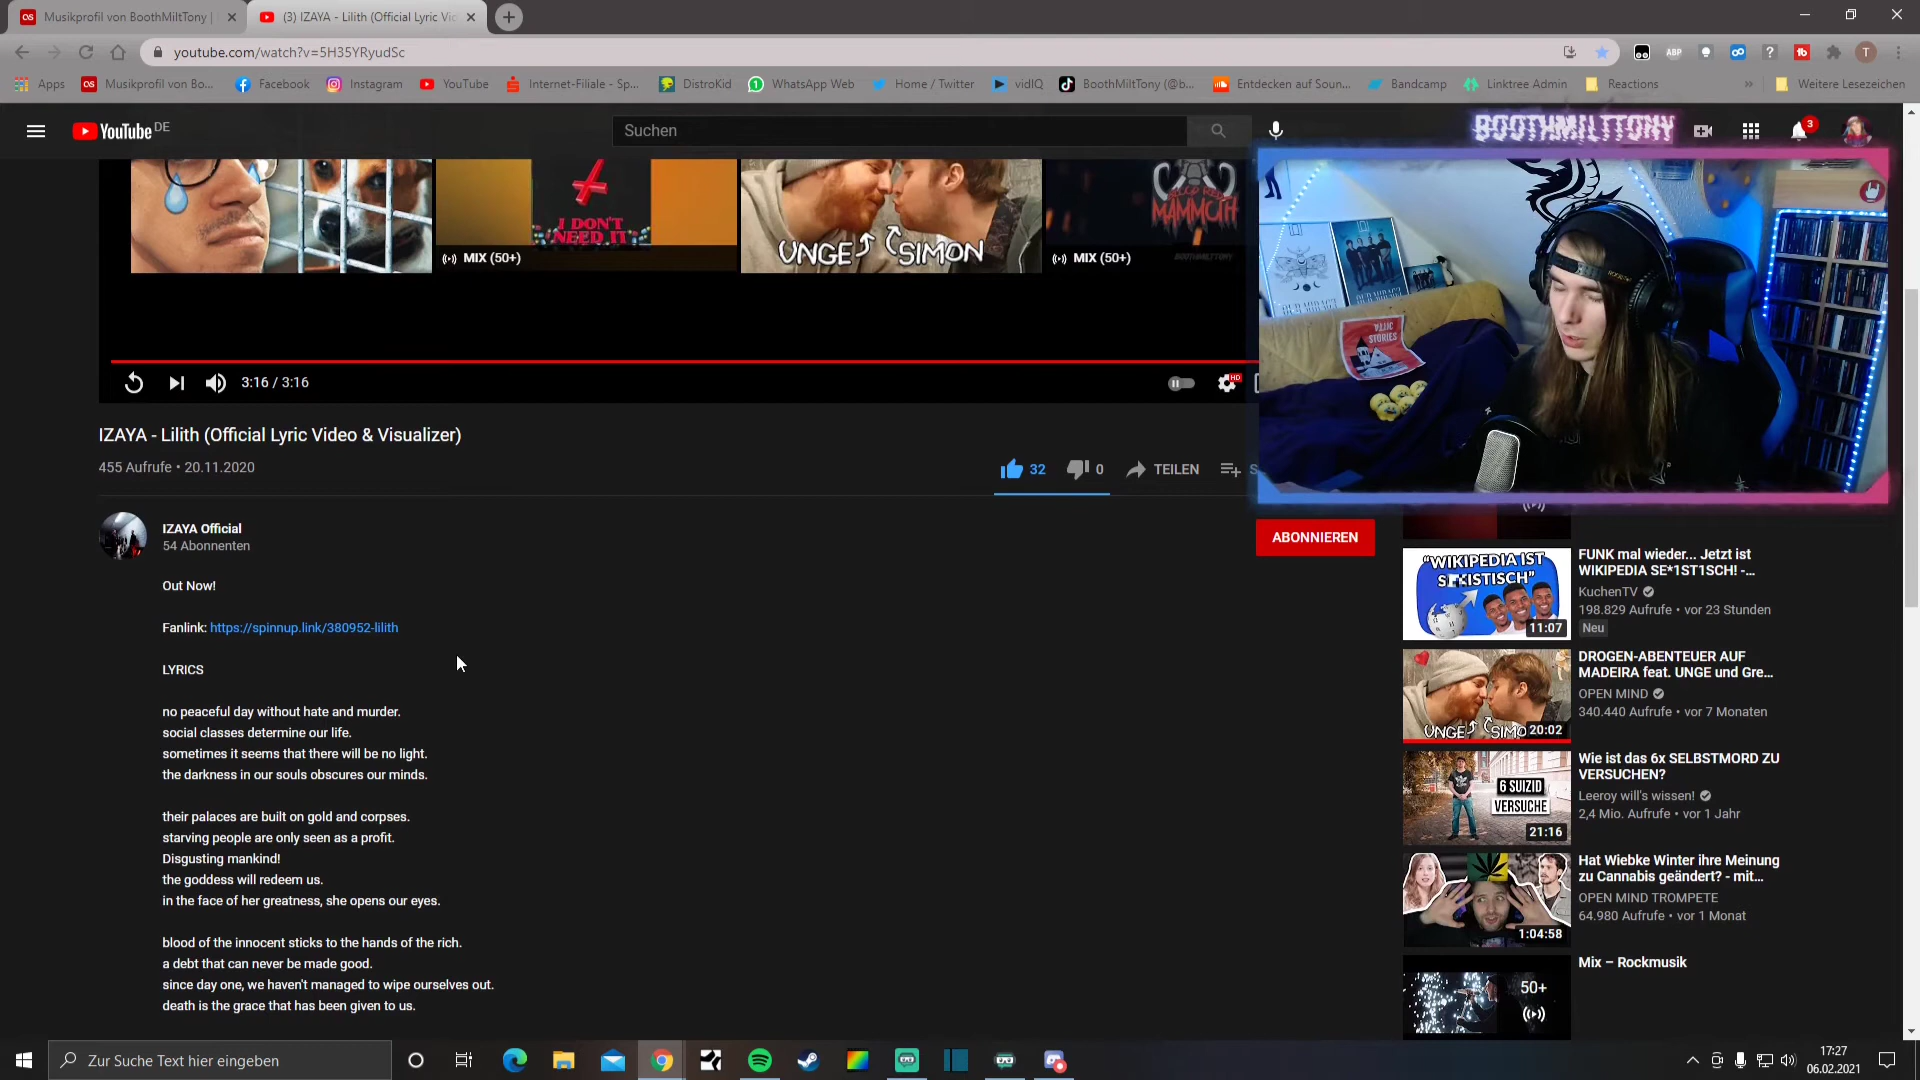 Musikprofil von BoothMiltTony |
(3) IZAYA - Lilith (Official Lyric Vi
youtube.com/watch?v=5H35YRyudSc
Apps
Musikprofil von Bo...
Facebook
Instagram
YouTube
Internet-Filiale - Sp...
DistroKid
WhatsApp Web
Home / Twitter
vidIQ
BoothMiltTony (@b...
Entdecken auf Soun...
Bandcamp
Linktree Admin
Reactions
Weitere Lesezeichen
YouTube DE
Suchen
BOOTHMILTTONY
3
I DON'T
NEED IT
MIX (50+)
UNGE SIMON
MAMMOTH
MIX (50+)
BOOTHMILTTONY
ATTIC
STORIES
3:16 / 3:16
HD
IZAYA - Lilith (Official Lyric Video & Visualizer)
455 Aufrufe • 20.11.2020
32
0
TEILEN
S
IZAYA Official
54 Abonnenten
ABONNIEREN
Out Now!
Fanlink: https://spinnup.link/380952-lilith
LYRICS
no peaceful day without hate and murder.
social classes determine our life.
sometimes it seems that there will be no light.
the darkness in our souls obscures our minds.
their palaces are built on gold and corpses.
starving people are only seen as a profit.
Disgusting mankind!
the goddess will redeem us.
in the face of her greatness, she opens our eyes.
blood of the innocent sticks to the hands of the rich.
a debt that can never be made good.
since day one, we haven't managed to wipe ourselves out.
death is the grace that has been given to us.
"WIKIPEDIA IST
SEXISTISCH"
11:07
FUNK mal wieder... Jetzt ist
WIKIPEDIA SE*1ST1SCH! -...
KuchenTV
198.829 Aufrufe • vor 23 Stunden
Neu
UNGE SIMO
20:02
DROGEN-ABENTEUER AUF
MADEIRA feat. UNGE und Gre...
OPEN MIND
340.440 Aufrufe • vor 7 Monaten
6 SUIZID
VERSUCHE
21:16
Wie ist das 6x SELBSTMORD ZU
VERSUCHEN?
Leeroy will's wissen!
2,4 Mio. Aufrufe • vor 1 Jahr
1:04:58
Hat Wiebke Winter ihre Meinung
zu Cannabis geändert? - mit...
OPEN MIND TROMPETE
64.980 Aufrufe • vor 1 Monat
50+
Mix – Rockmusik
Zur Suche Text hier eingeben
17:27
06.02.2021